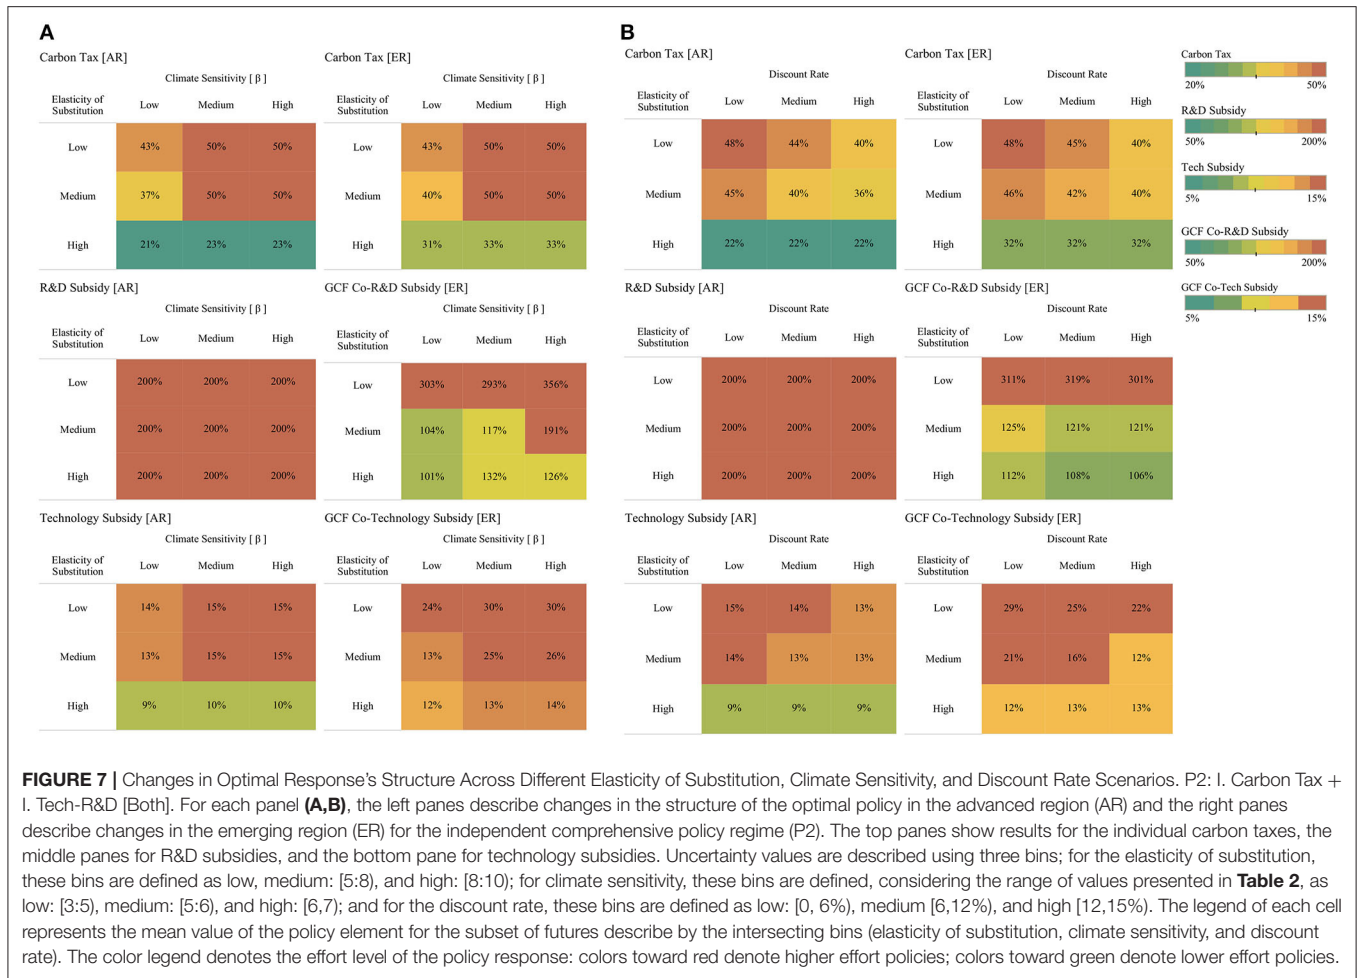 A
Carbon Tax [AR]
Climate Sensitivity [ β ]
Elasticity of
Substitution
Low
Medium
High
Low
43%
50%
50%
Medium
37%
50%
50%
High
21%
23%
23%
Carbon Tax [ER]
Climate Sensitivity [ β ]
Elasticity of
Substitution
Low
Medium
High
Low
43%
50%
50%
Medium
40%
50%
50%
High
31%
33%
33%
R&D Subsidy [AR]
Climate Sensitivity [ β ]
Elasticity of
Substitution
Low
Medium
High
Low
200%
200%
200%
Medium
200%
200%
200%
High
200%
200%
200%
GCF Co-R&D Subsidy [ER]
Climate Sensitivity [ β ]
Elasticity of
Substitution
Low
Medium
High
Low
303%
293%
356%
Medium
104%
117%
191%
High
101%
132%
126%
Technology Subsidy [AR]
Climate Sensitivity [ β ]
Elasticity of
Substitution
Low
Medium
High
Low
14%
15%
15%
Medium
13%
15%
15%
High
9%
10%
10%
GCF Co-Technology Subsidy [ER]
Climate Sensitivity [ β ]
Elasticity of
Substitution
Low
Medium
High
Low
24%
30%
30%
Medium
13%
25%
26%
High
12%
13%
14%
B
Carbon Tax [AR]
Discount Rate
Elasticity of
Substitution
Low
Medium
High
Low
48%
44%
40%
Medium
45%
40%
36%
High
22%
22%
22%
Carbon Tax [ER]
Discount Rate
Elasticity of
Substitution
Low
Medium
High
Low
48%
45%
40%
Medium
46%
42%
40%
High
32%
32%
32%
R&D Subsidy [AR]
Discount Rate
Elasticity of
Substitution
Low
Medium
High
Low
200%
200%
200%
Medium
200%
200%
200%
High
200%
200%
200%
GCF Co-R&D Subsidy [ER]
Discount Rate
Elasticity of
Substitution
Low
Medium
High
Low
311%
319%
301%
Medium
125%
121%
121%
High
112%
108%
106%
Technology Subsidy [AR]
Discount Rate
Elasticity of
Substitution
Low
Medium
High
Low
15%
14%
13%
Medium
14%
13%
13%
High
9%
9%
9%
GCF Co-Technology Subsidy [ER]
Discount Rate
Elasticity of
Substitution
Low
Medium
High
Low
29%
25%
22%
Medium
21%
16%
12%
High
12%
13%
13%
Carbon Tax
20% 50%
R&D Subsidy
50% 200%
Tech Subsidy
5% 15%
GCF Co-R&D Subsidy
50% 200%
GCF Co-Tech Subsidy
5% 15%
FIGURE 7 | Changes in Optimal Response's Structure Across Different Elasticity of Substitution, Climate Sensitivity, and Discount Rate Scenarios. P2: I. Carbon Tax +
I. Tech-R&D [Both]. For each panel (A,B), the left panes describe changes in the structure of the optimal policy in the advanced region (AR) and the right panes
describe changes in the emerging region (ER) for the independent comprehensive policy regime (P2). The top panes show results for the individual carbon taxes, the
middle panes for R&D subsidies, and the bottom pane for technology subsidies. Uncertainty values are described using three bins; for the elasticity of substitution,
these bins are defined as low, medium: [5:8), and high: [8:10); for climate sensitivity, these bins are defined, considering the range of values presented in Table 2, as
low: [3:5), medium: [5:6), and high: [6,7); and for the discount rate, these bins are defined as low: [0, 6%), medium [6,12%), and high [12,15%). The legend of each cell
represents the mean value of the policy element for the subset of futures describe by the intersecting bins (elasticity of substitution, climate sensitivity, and discount
rate). The color legend denotes the effort level of the policy response: colors toward red denote higher effort policies; colors toward green denote lower effort policies.